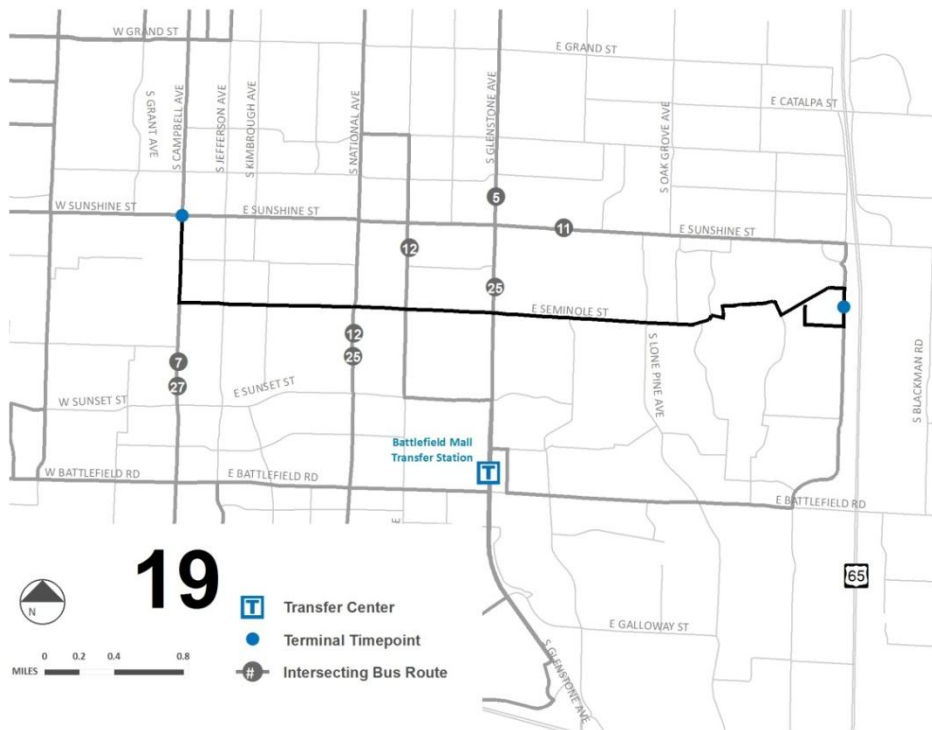 W GRAND ST
E GRAND ST
E CATALPA ST
S GRANT AVE
S CAMPBELL AVE
S JEFFERSON AVE
S KIMBROUGH AVE
S NATIONAL AVE
S GLENSTONE AVE
S OAK GROVE AVE
5
W SUNSHINE ST
E SUNSHINE ST
11
E SUNSHINE ST
12
25
E SEMINOLE ST
12
25
7
27
S LONE PINE AVE
S BLACKMAN RD
E SUNSET ST
W SUNSET ST
Battlefield Mall
Transfer Station
T
W BATTLEFIELD RD
E BATTLEFIELD RD
E BATTLEFIELD RD
E
65
19
N
MILES
0 0.2 0.4 0.8
T Transfer Center
Terminal Timepoint
# Intersecting Bus Route
E GALLOWAY ST
S GLENSTONE AVE